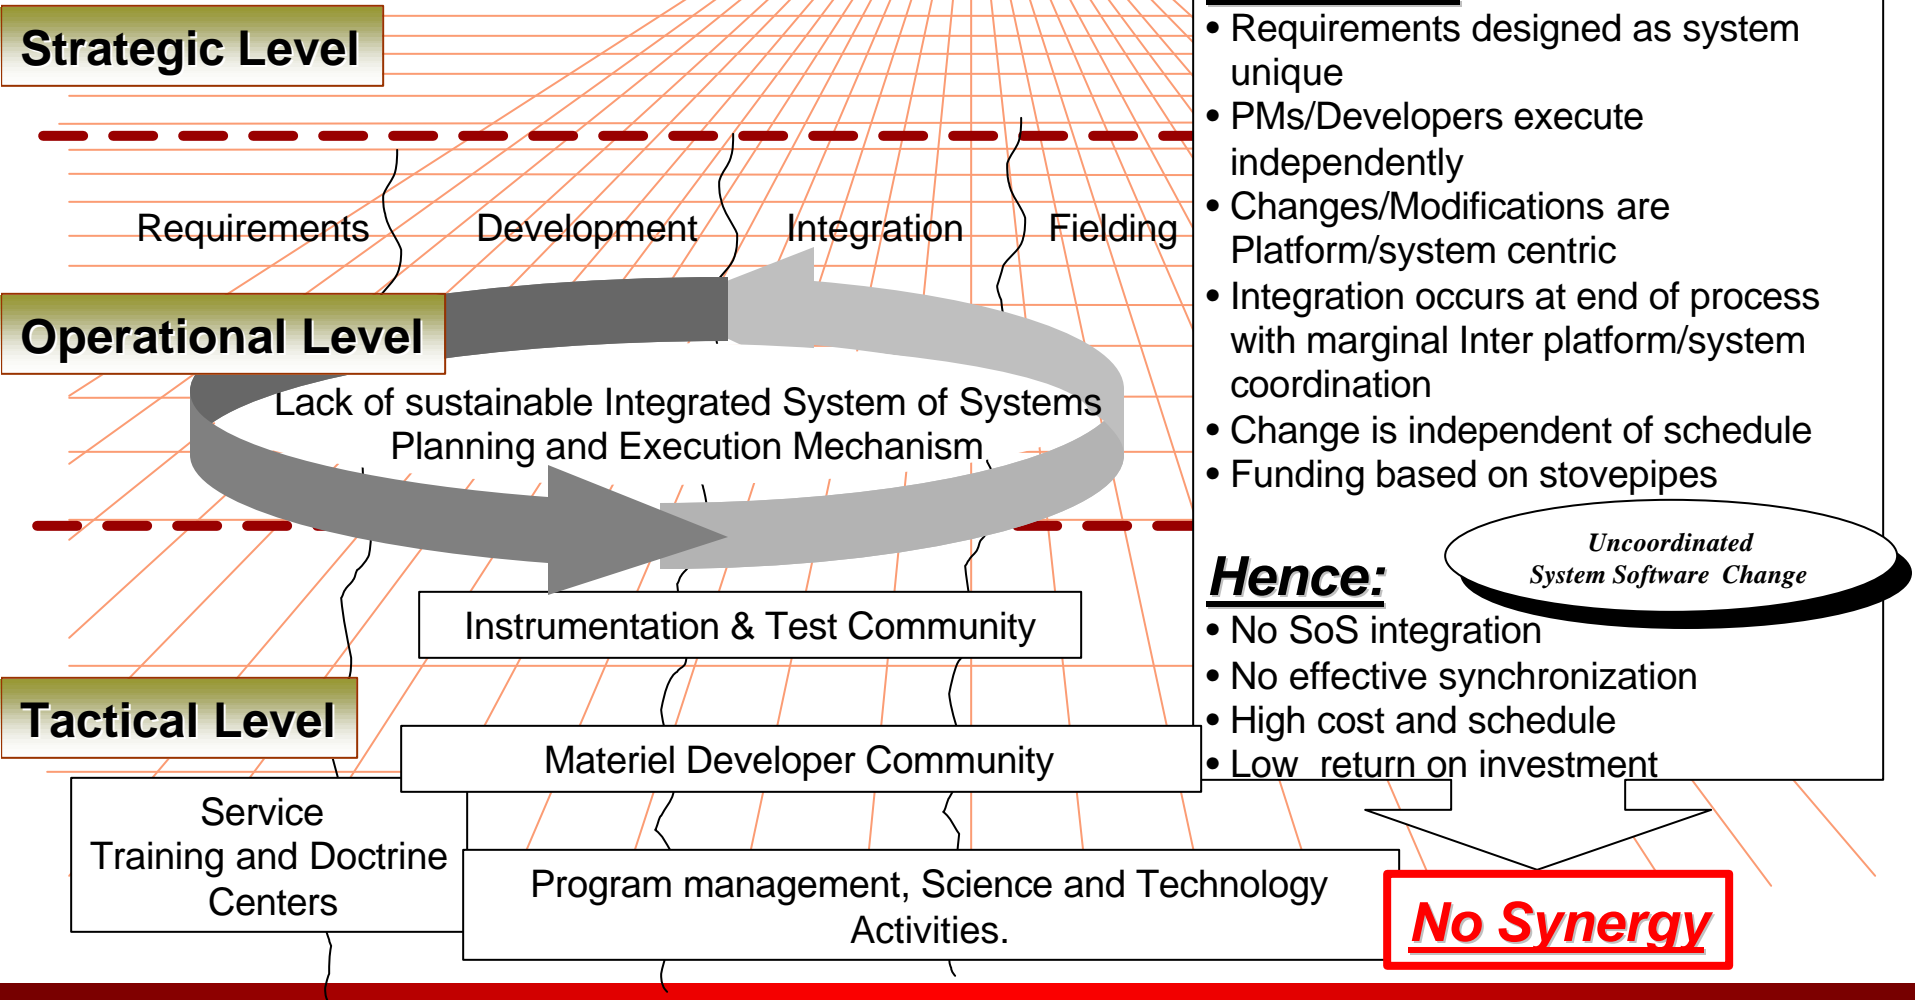 Strategic Level
Requirements
Development
Integration
Fielding
Operational Level
Lack of sustainable Integrated System of Systems
Planning and Execution Mechanism
Instrumentation & Test Community
Tactical Level
Materiel Developer Community
Service
Training and Doctrine
Centers
Program management, Science and Technology
Activities.
• Requirements designed as system
unique
• PMs/Developers execute
independently
• Changes/Modifications are
Platform/system centric
• Integration occurs at end of process
with marginal Inter platform/system
coordination
• Change is independent of schedule
• Funding based on stovepipes
Uncoordinated
System Software Change
Hence:
• No SoS integration
• No effective synchronization
• High cost and schedule
• Low return on investment
No Synergy